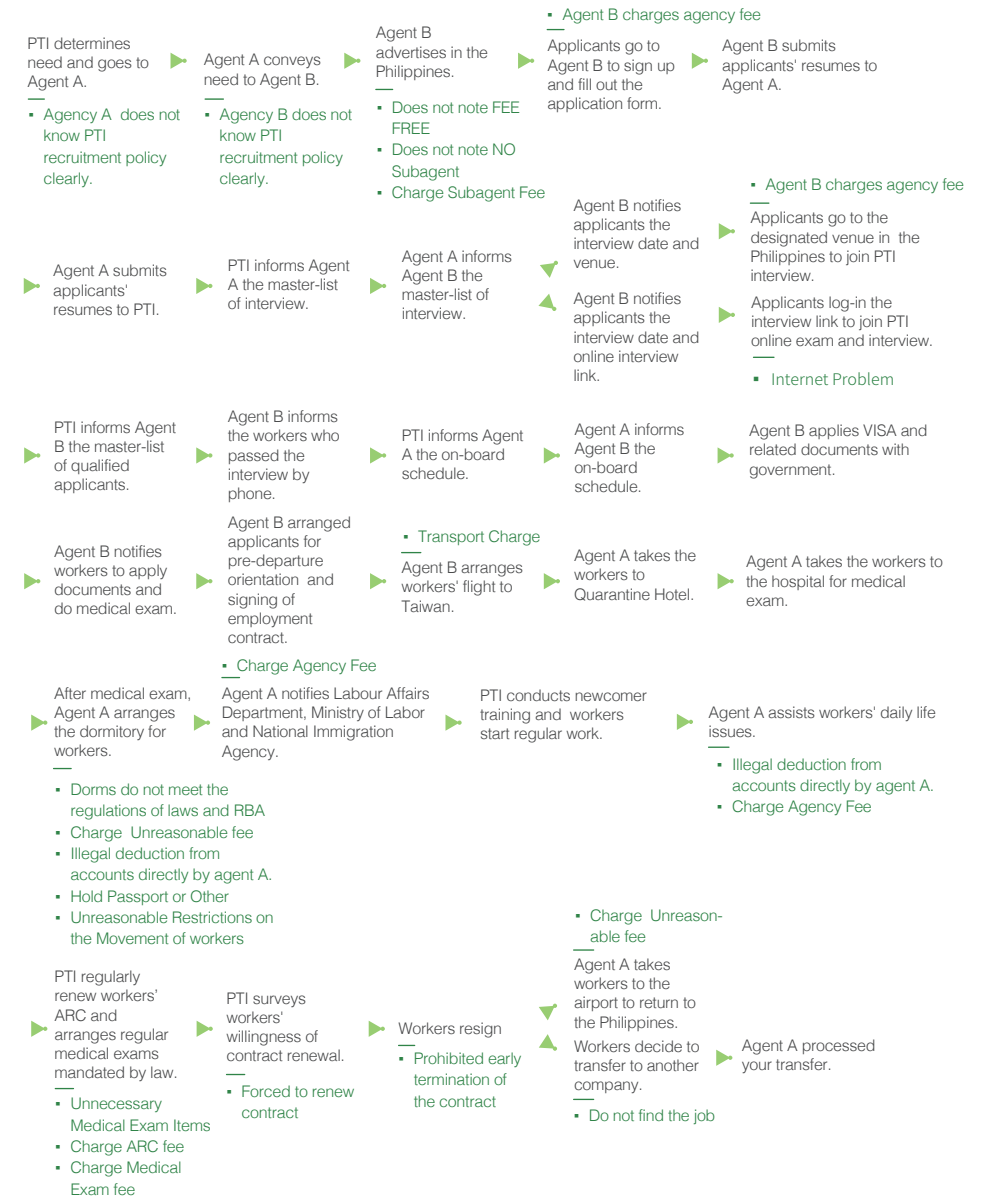 PTI determines
need and goes to
Agent A.
▪ Agency A does not
know PTI
recruitment policy
clearly.
Agent A conveys
need to Agent B.
▪ Agency B does not
know PTI
recruitment policy
clearly.
Agent B
advertises in the
Philippines.
▪ Does not note FEE
FREE
▪ Does not note NO
Subagent
▪ Charge Subagent Fee
▪ Agent B charges agency fee
Applicants go to
Agent B to sign up
and fill out the
application form.
Agent B submits
applicants' resumes to
Agent A.
Agent A submits
applicants'
resumes to PTI.
PTI informs Agent
A the master-list
of interview.
Agent A informs
Agent B the
master-list of
interview.
Agent B notifies
applicants the
interview date and
venue.
▪ Agent B charges agency fee
Applicants go to the
designated venue in the
Philippines to join PTI
interview.
Agent B notifies
applicants the
interview date and
online interview
link.
Applicants log-in the
interview link to join PTI
online exam and interview.
▪ Internet Problem
PTI informs Agent
B the master-list
of qualified
applicants.
Agent B informs
the workers who
passed the
interview by
phone.
PTI informs Agent
A the on-board
schedule.
Agent A informs
Agent B the
on-board
schedule.
Agent B applies VISA and
related documents with
government.
Agent B notifies
workers to apply
documents and
do medical exam.
Agent B arranged
applicants for
pre-departure
orientation and
signing of
employment
contract.
▪ Transport Charge
Agent B arranges
workers' flight to
Taiwan.
Agent A takes the
workers to
Quarantine Hotel.
Agent A takes the workers to
the hospital for medical
exam.
After medical exam,
Agent A arranges
the dormitory for
workers.
▪ Dorms do not meet the
regulations of laws and RBA
▪ Charge Unreasonable fee
▪ Illegal deduction from
accounts directly by agent A.
▪ Hold Passport or Other
▪ Unreasonable Restrictions on
the Movement of workers
▪ Charge Agency Fee
Agent A notifies Labour Affairs
Department, Ministry of Labor
and National Immigration
Agency.
PTI conducts newcomer
training and workers
start regular work.
Agent A assists workers' daily life
issues.
▪ Illegal deduction from
accounts directly by agent A.
▪ Charge Agency Fee
PTI regularly
renew workers'
ARC and
arranges regular
medical exams
mandated by law.
▪ Unnecessary
Medical Exam Items
▪ Charge ARC fee
▪ Charge Medical
Exam fee
PTI surveys
workers'
willingness of
contract renewal.
▪ Forced to renew
contract
Workers resign
▪ Prohibited early
termination of
the contract
▪ Charge Unreason-
able fee
Agent A takes
workers to the
airport to return to
the Philippines.
Workers decide to
transfer to another
company.
▪ Do not find the job
Agent A processed
your transfer.